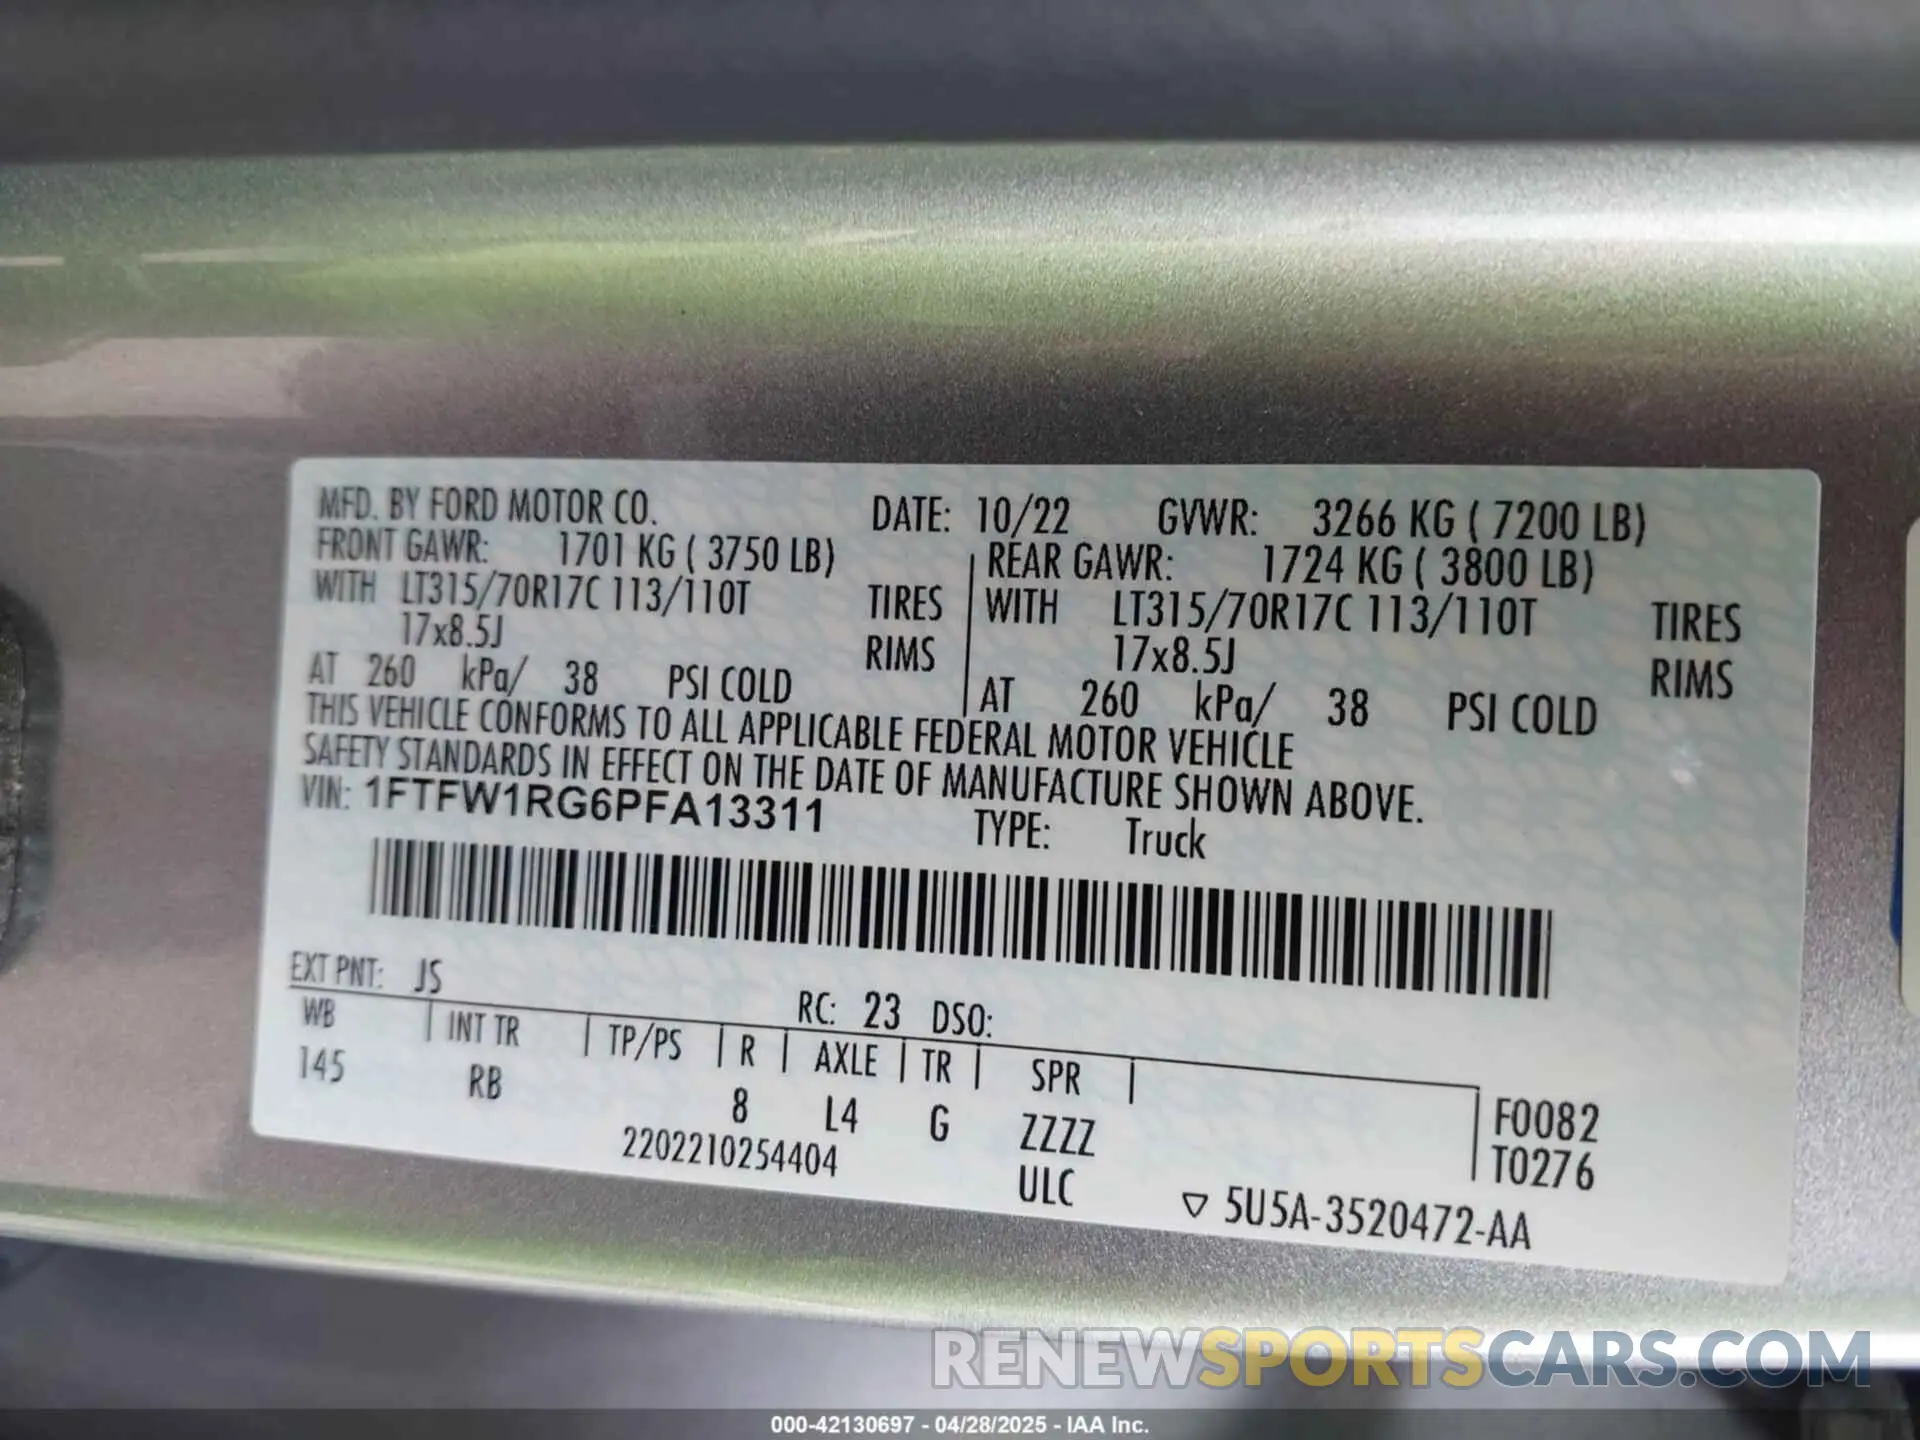 MFD. BY FORD MOTOR CO. DATE: 10/22 GVWR: 3266 KG ( 7200 LB)
FRONT GAWR: 1701 KG ( 3750 LB) REAR GAWR: 1724 KG ( 3800 LB)
WITH LT315/70R17C 113/110T TIRES WITH LT315/70R17C 113/110T TIRES
17x8.5J RIMS 17x8.5J RIMS
AT 260 kPa/ 38 PSI COLD AT 260 kPa/ 38 PSI COLD
THIS VEHICLE CONFORMS TO ALL APPLICABLE FEDERAL MOTOR VEHICLE
SAFETY STANDARDS IN EFFECT ON THE DATE OF MANUFACTURE SHOWN ABOVE.
VIN: 1FTFW1RG6PFA13311 TYPE: Truck
EXT PNT: JS RC: 23 DSO:
WB INT TR TP/PS R AXLE TR SPR
145 RB 8 L4 G ZZZZ F0082
2202210254404 ULC T0276
▽ 5U5A-3520472-AA
RENEWSPORTSCARS.COM
000-42130697 - 04/28/2025 - IAA Inc.